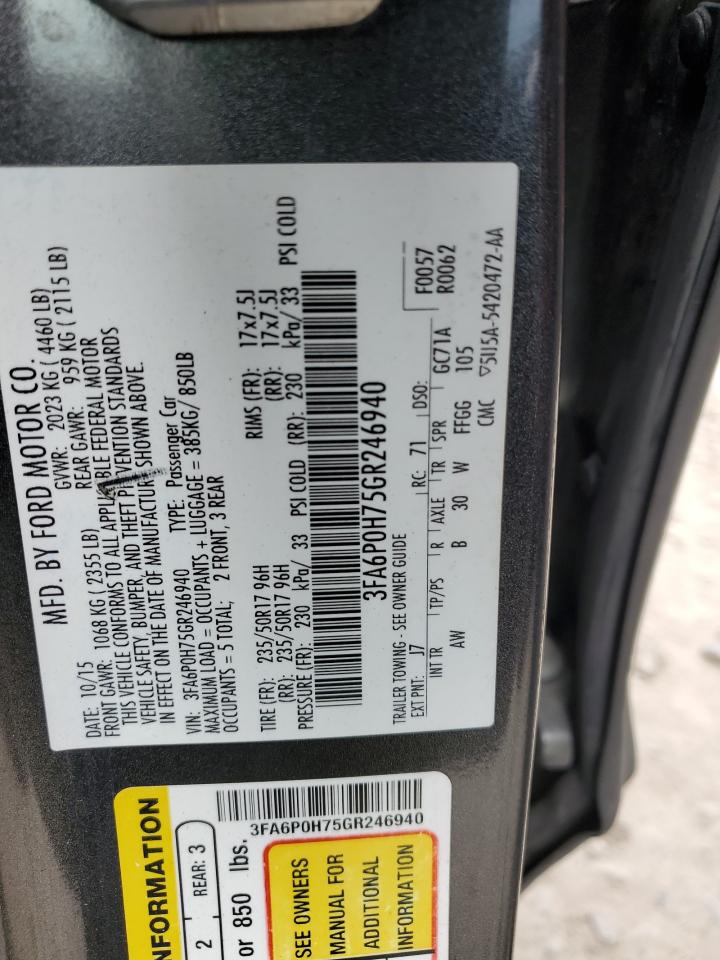 MFD. BY FORD MOTOR CO.
DATE: 10/15 GVWR: 2023 KG ( 4460 LB)
FRONT GAWR: 1068 KG ( 2355 LB) REAR GAWR: 959 KG ( 2115 LB)
THIS VEHICLE CONFORMS TO ALL APPLICABLE FEDERAL MOTOR
VEHICLE SAFETY, BUMPER, AND THEFT PREVENTION STANDARDS
IN EFFECT ON THE DATE OF MANUFACTURE SHOWN ABOVE.
VIN: 3FA6P0H75GR246940 TYPE: Passenger Car
MAXIMUM LOAD = OCCUPANTS + LUGGAGE = 385KG/ 850LB
OCCUPANTS = 5 TOTAL; 2 FRONT, 3 REAR
TIRE (FR): 235/50R17 96H RIMS (FR): 17x7.5J
(RR): 235/50R17 96H (RR): 17x7.5J
PRESSURE (FR): 230 kPa/ 33 PSI COLD (RR): 230 kPa/ 33 PSI COLD
3FA6P0H75GR246940
TRAILER TOWING - SEE OWNER GUIDE
F0057
R0062
EXT PNT: J7 RC: 71 DSO: GC71A
INT TR TP/PS R AXLE TR SPR 105
AW B 30 W FFGG
CMC ▽5U5A-5420472-AA
3FA6P0H75GR246940
NFORMATION
2 REAR: 3
or 850 lbs.
SEE OWNERS
MANUAL FOR
ADDITIONAL
INFORMATION